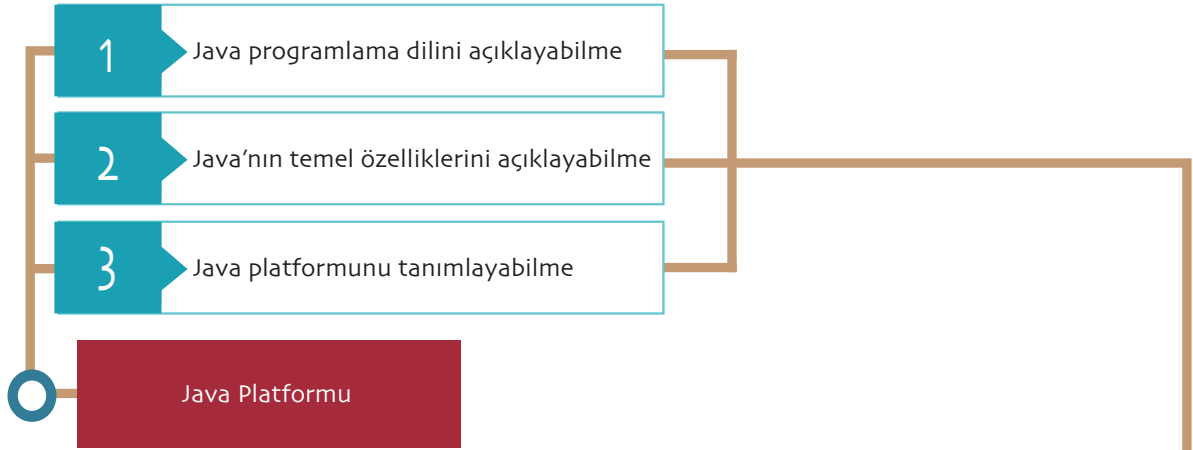 1
Java programlama dilini açıklayabilme
2
Java’nın temel özelliklerini açıklayabilme
3
Java platformunu tanımlayabilme
Java Platformu